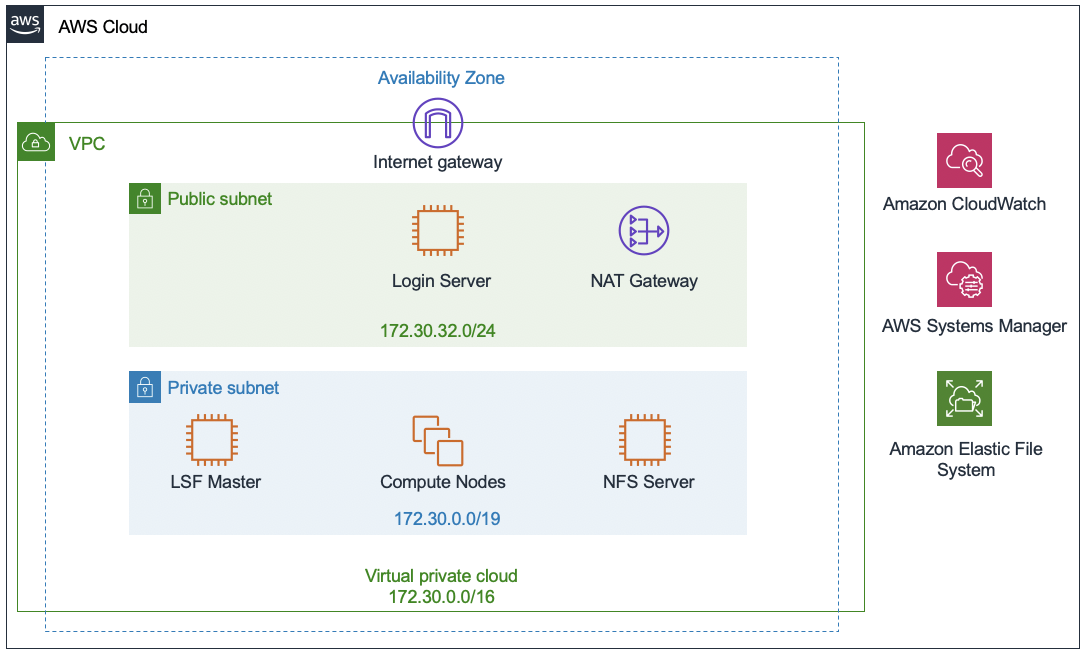 aws
AWS Cloud
Availability Zone
VPC
Internet gateway
Public subnet
Login Server
NAT Gateway
172.30.32.0/24
Private subnet
LSF Master
Compute Nodes
NFS Server
172.30.0.0/19
Virtual private cloud
172.30.0.0/16
Amazon CloudWatch
AWS Systems Manager
Amazon Elastic File
System